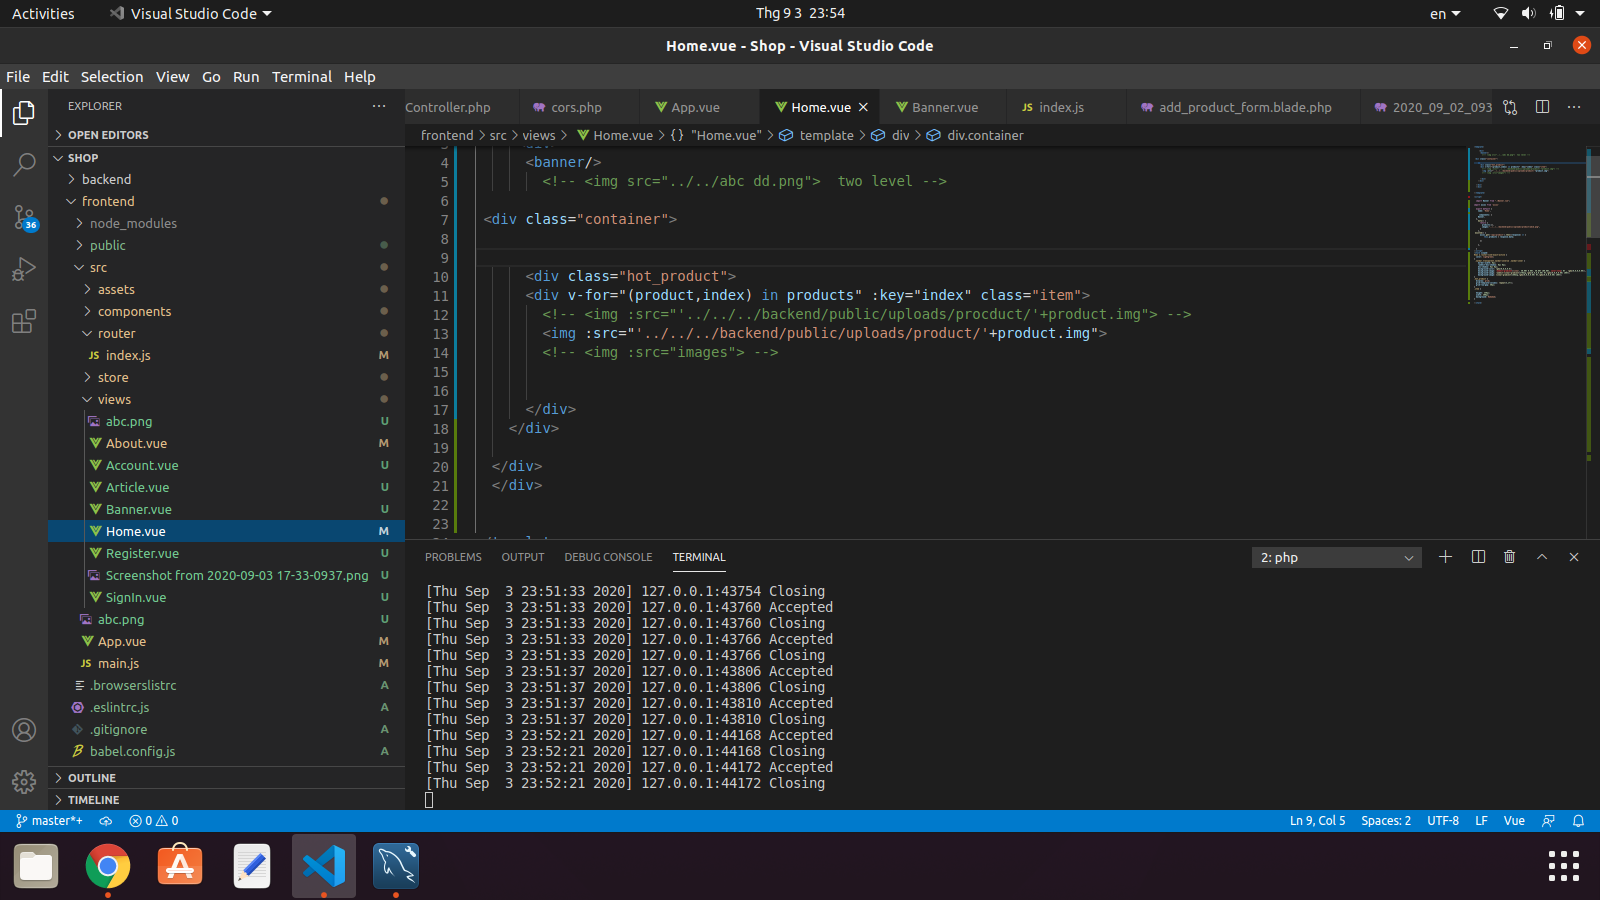 Activities Visual Studio Code Thg 9 3 23:54 en
Home.vue - Shop - Visual Studio Code
File Edit Selection View Go Run Terminal Help
EXPLORER
OPEN EDITORS
SHOP
backend
frontend
node_modules
public
src
assets
components
router
JS index.js M
store
views
abc.png U
About.vue M
Account.vue U
Article.vue U
Banner.vue U
Home.vue M
Register.vue U
Screenshot from 2020-09-03 17-33-0937.png U
SignIn.vue U
abc.png U
App.vue M
JS main.js M
.browserslistrc A
.eslintrc.js A
.gitignore A
babel.config.js A
OUTLINE
TIMELINE
36
Controller.php cors.php App.vue Home.vue Banner.vue JS index.js add_product_form.blade.php 2020_09_02_093
frontend > src > views > Home.vue > {} "Home.vue" > template > div > div.container
4 <banner/>
5 <!-- <img src="../../abc dd.png">  two level -->
6
7 <div class="container">
8
9
10 <div class="hot_product">
11 <div v-for="(product,index) in products" :key="index" class="item">
12 <!-- <img :src="'../../../backend/public/uploads/procduct/'+product.img"> -->
13 <img :src="'../../../backend/public/uploads/product/'+product.img">
14 <!-- <img :src="images"> -->
15
16
17 </div>
18 </div>
19
20 </div>
21 </div>
22
23
PROBLEMS OUTPUT DEBUG CONSOLE TERMINAL 2: php
[Thu Sep  3 23:51:33 2020] 127.0.0.1:43754 Closing
[Thu Sep  3 23:51:33 2020] 127.0.0.1:43760 Accepted
[Thu Sep  3 23:51:33 2020] 127.0.0.1:43760 Closing
[Thu Sep  3 23:51:33 2020] 127.0.0.1:43766 Accepted
[Thu Sep  3 23:51:33 2020] 127.0.0.1:43766 Closing
[Thu Sep  3 23:51:37 2020] 127.0.0.1:43806 Accepted
[Thu Sep  3 23:51:37 2020] 127.0.0.1:43806 Closing
[Thu Sep  3 23:51:37 2020] 127.0.0.1:43810 Accepted
[Thu Sep  3 23:51:37 2020] 127.0.0.1:43810 Closing
[Thu Sep  3 23:52:21 2020] 127.0.0.1:44168 Accepted
[Thu Sep  3 23:52:21 2020] 127.0.0.1:44168 Closing
[Thu Sep  3 23:52:21 2020] 127.0.0.1:44172 Accepted
[Thu Sep  3 23:52:21 2020] 127.0.0.1:44172 Closing
master*+ 0 0 Ln 9, Col 5 Spaces: 2 UTF-8 LF Vue